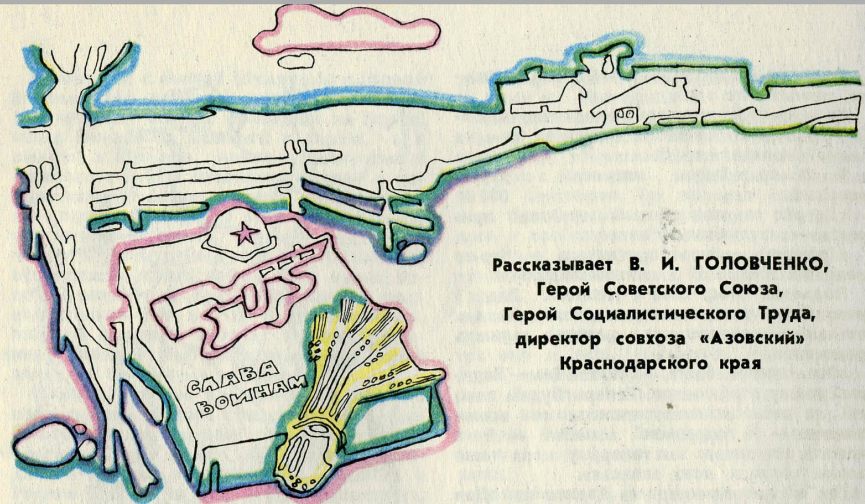 СЛАВА
ВОИНАМ
Рассказывает В. И. ГОЛОВЧЕНКО,
Герой Советского Союза,
Герой Социалистического Труда,
директор совхоза «Азовский»
Краснодарского края